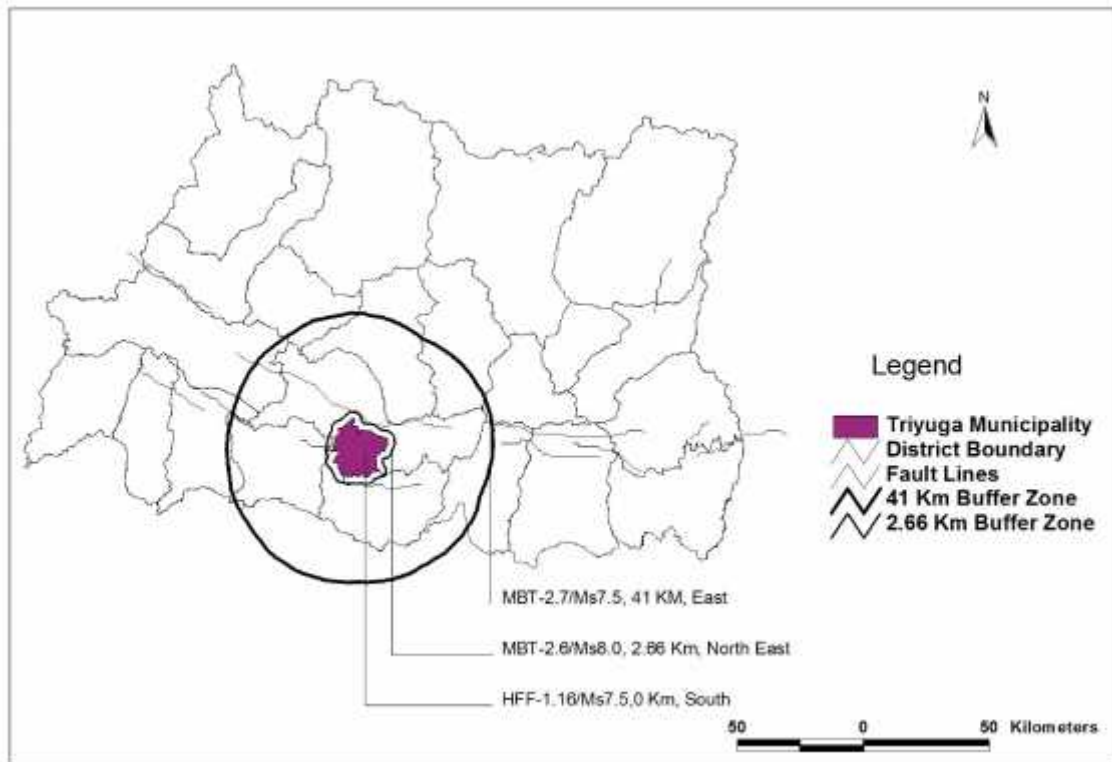 N
Legend
Triyuga Municipality
District Boundary
Fault Lines
41 Km Buffer Zone
2.66 Km Buffer Zone
MBT-2.7/Ms7.5, 41 KM, East
MBT-2.6/Ms8.0, 2.66 Km, North East
HFF-1.16/Ms7.5,0 Km, South
50 0 50 Kilometers